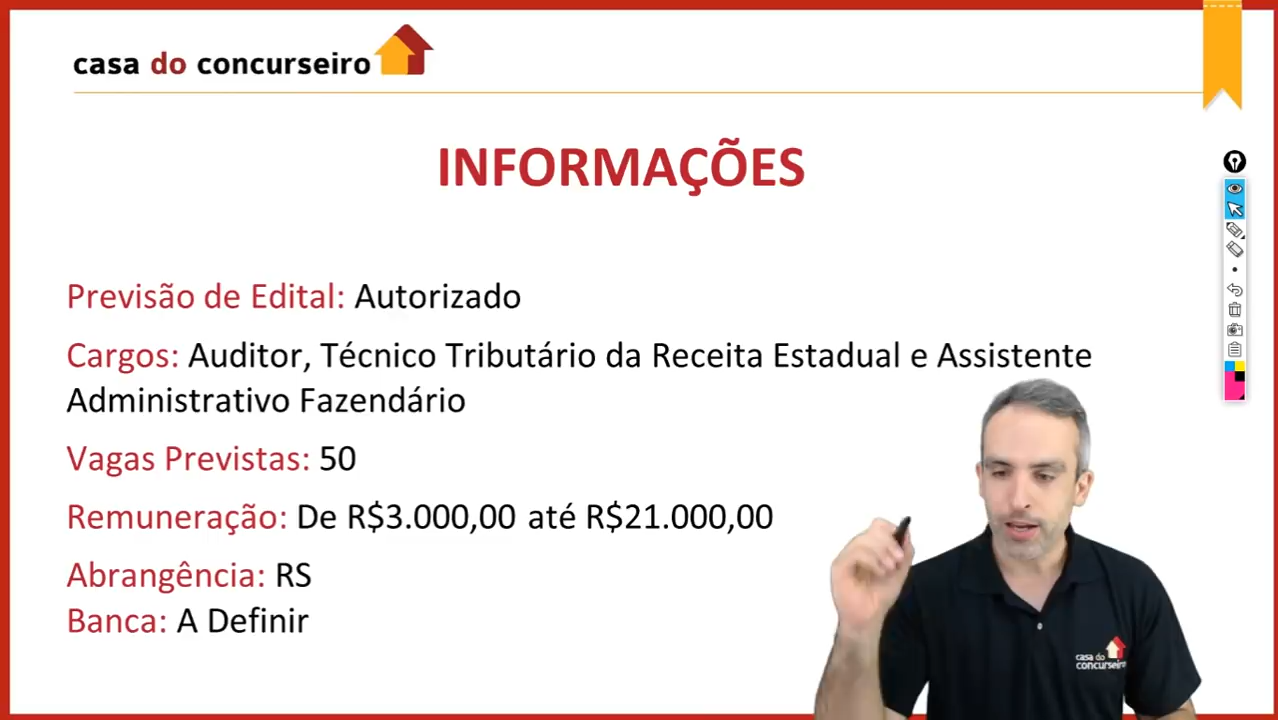 casa do concurseiro
INFORMAÇÕES
Previsão de Edital: Autorizado
Cargos: Auditor, Técnico Tributário da Receita Estadual e Assistente
Administrativo Fazendário
Vagas Previstas: 50
Remuneração: De R$3.000,00 até R$21.000,00
Abrangência: RS
Banca: A Definir
casa do
concurseiro